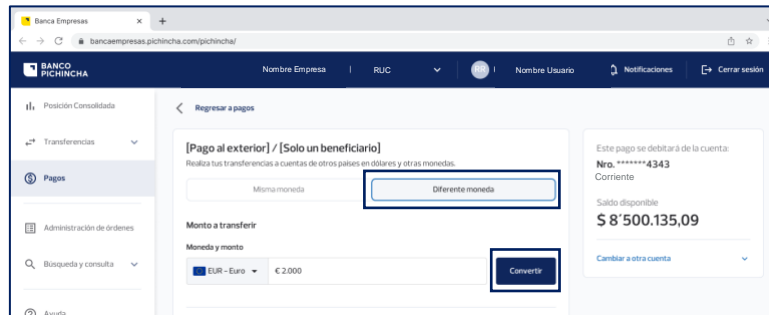 Banca Empresas
bancaempresas.pichincha.com/pichincha/
BANCO
PICHINCHA
Nombre Empresa | RUC
RR | Nombre Usuario
Notificaciones
Cerrar sesión
Posición Consolidada
Transferencias
Pagos
Administración de órdenes
Búsqueda y consulta
Ayuda
Regresar a pagos
[Pago al exterior] / [Solo un beneficiario]
Realiza tus transferencias a cuentas de otros países en dólares y otras monedas.
Misma moneda
Diferente moneda
Monto a transferir
Moneda y monto
EUR – Euro
€ 2.000
Convertir
Este pago se debitará de la cuenta:
Nro. *******4343
Corriente
Saldo disponible
$ 8´500.135,09
Cambiar a otra cuenta